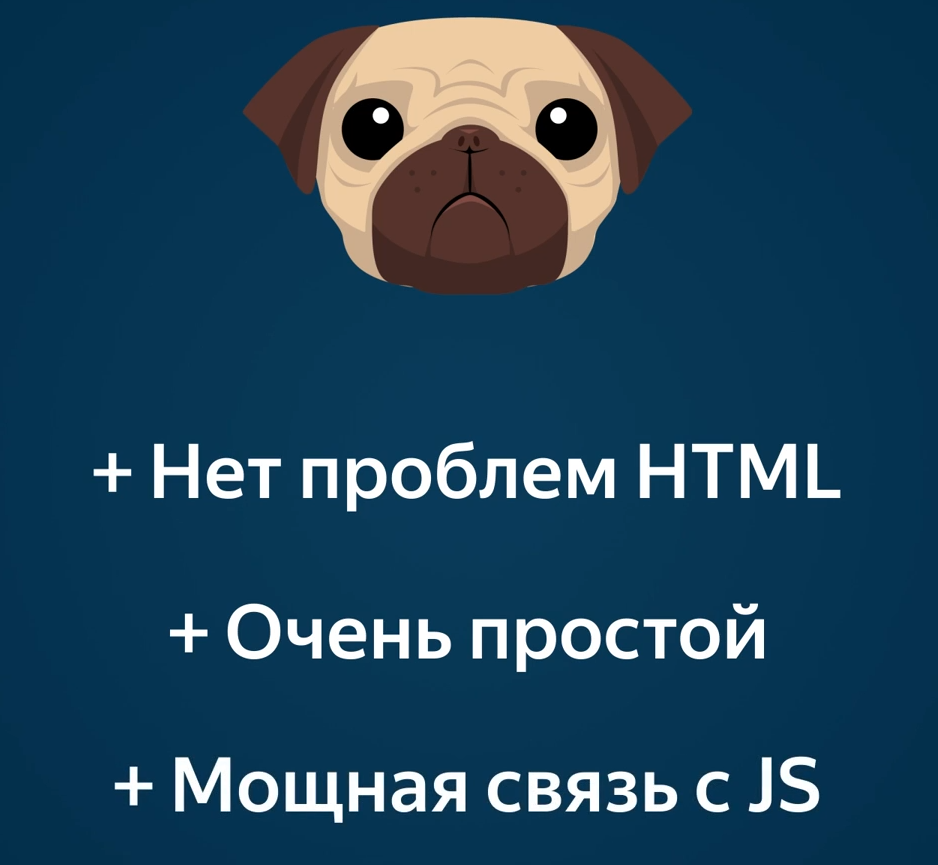 + Нет проблем HTML
+ Очень простой
+ Мощная связь с JS